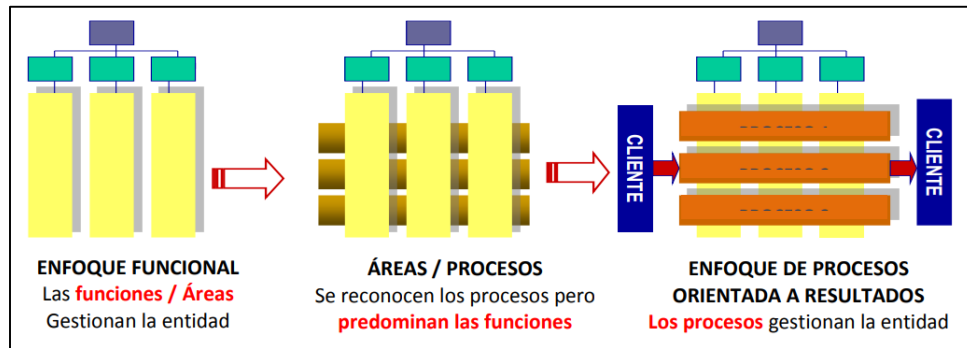 CLIENTE
CLIENTE
ENFOQUE FUNCIONAL
Las funciones / Áreas
Gestionan la entidad
ÁREAS / PROCESOS
Se reconocen los procesos pero
predominan las funciones
ENFOQUE DE PROCESOS
ORIENTADA A RESULTADOS
Los procesos gestionan la entidad